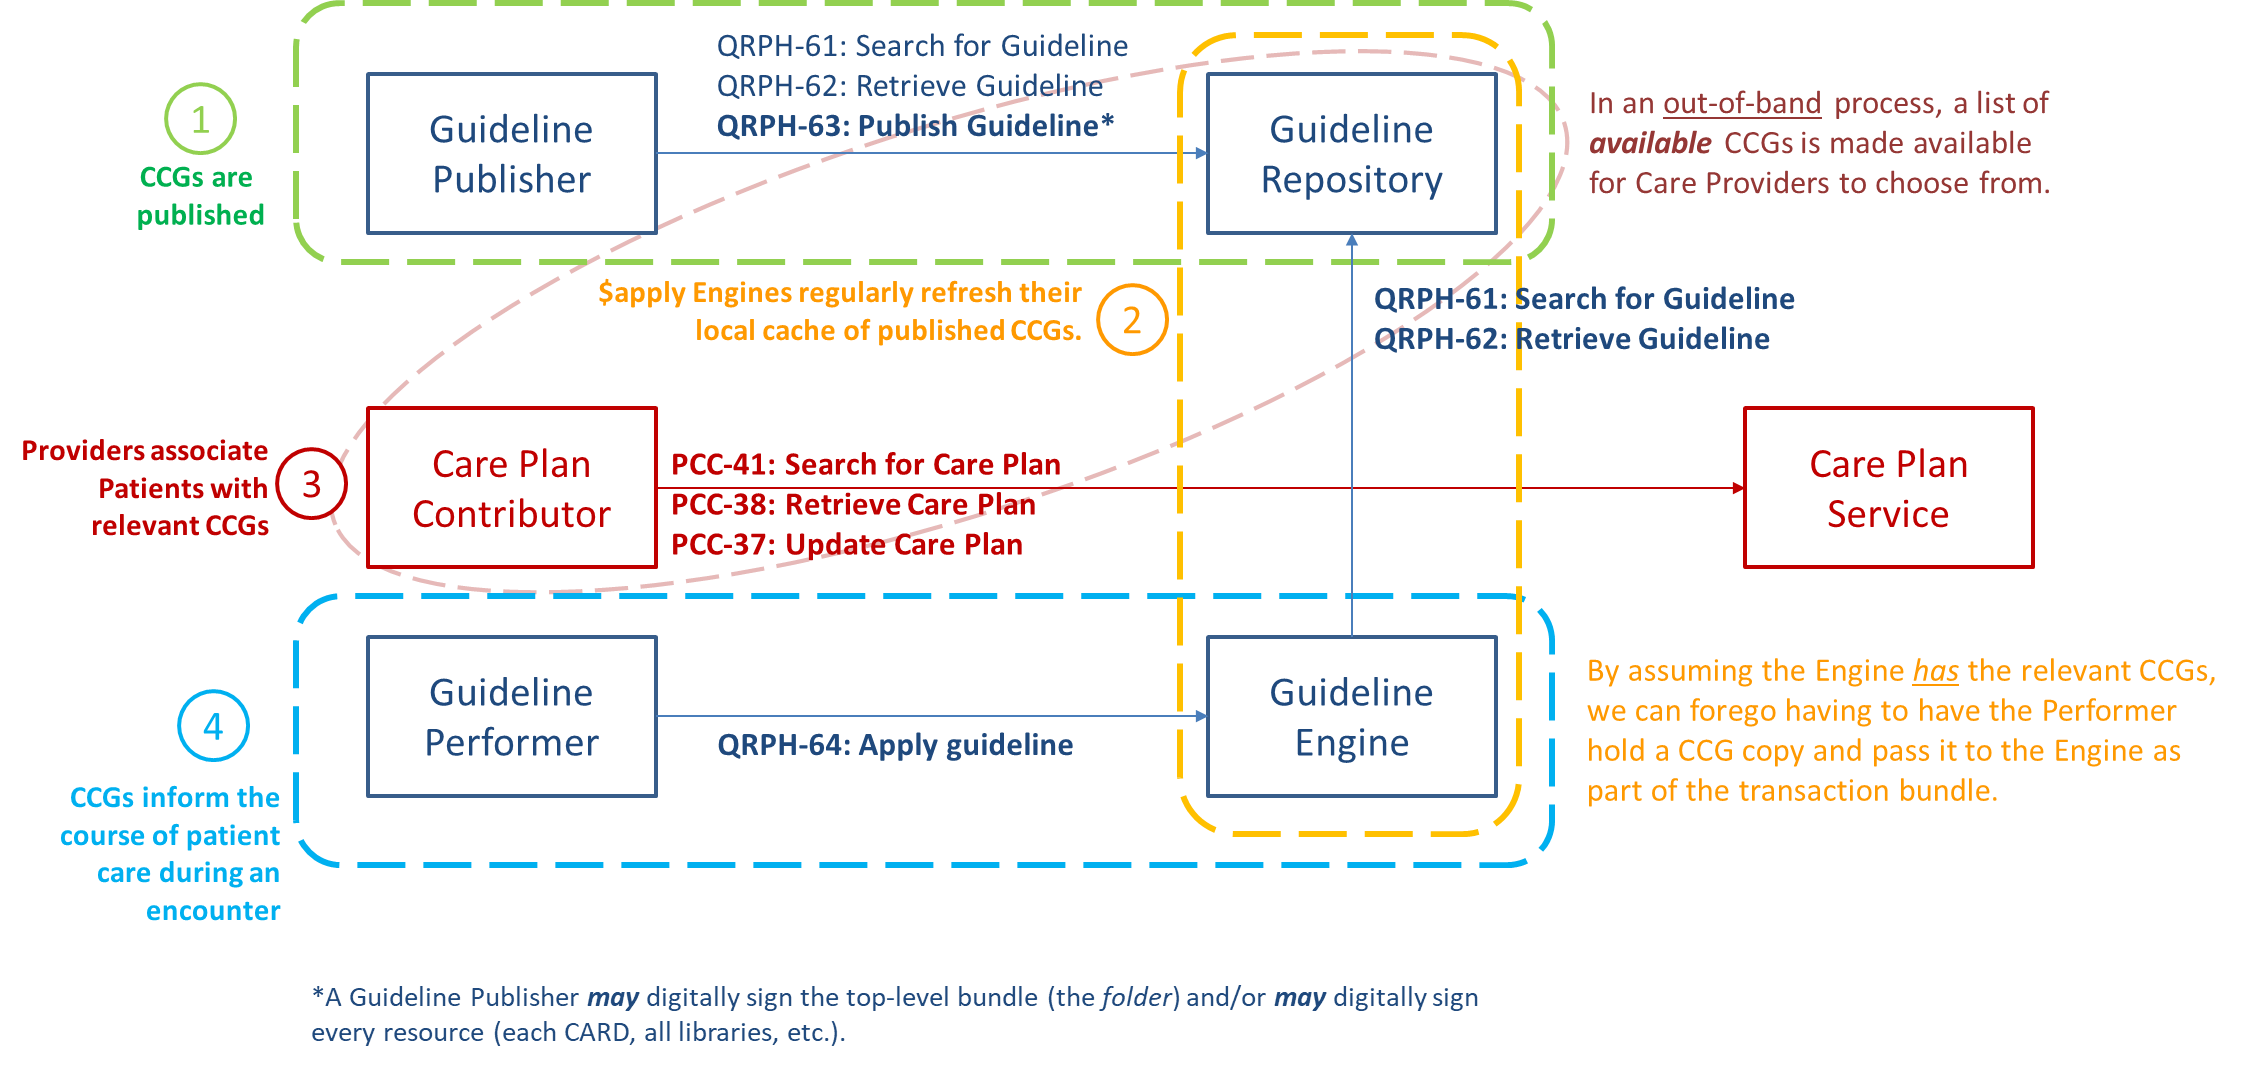 QRPH-61: Search for Guideline
QRPH-62: Retrieve Guideline
QRPH-63: Publish Guideline*
1
CCGs are
published
Guideline
Publisher
Guideline
Repository
In an out-of-band process, a list of
available CCGs is made available
for Care Providers to choose from.
$apply Engines regularly refresh their
local cache of published CCGs.
2
QRPH-61: Search for Guideline
QRPH-62: Retrieve Guideline
Providers associate
Patients with
relevant CCGs
3
Care Plan
Contributor
PCC-41: Search for Care Plan
PCC-38: Retrieve Care Plan
PCC-37: Update Care Plan
Care Plan
Service
4
CCGs inform the
course of patient
care during an
encounter
Guideline
Performer
QRPH-64: Apply guideline
Guideline
Engine
By assuming the Engine has the relevant CCGs,
we can forego having to have the Performer
hold a CCG copy and pass it to the Engine as
part of the transaction bundle.
*A Guideline Publisher may digitally sign the top-level bundle (the folder) and/or may digitally sign
every resource (each CARD, all libraries, etc.).